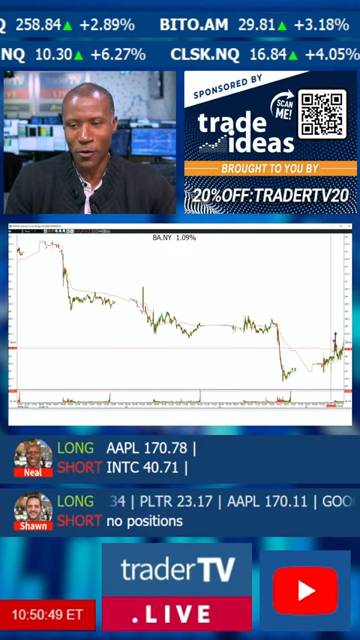 Q 258.84▲ +2.89% BITO.AM 29.81▲ +3.18%
NQ 10.30▲ +6.27% CLSK.NQ 16.84▲ +4.05%
SPONSORED BY
SCAN ME!
trade ideas
BROUGHT TO YOU BY
20%OFF:TRADERTV20
BA.NY 1.09%
LONG AAPL 170.78 |
SHORT INTC 40.71 |
Neal
LONG 34 | PLTR 23.17 | AAPL 170.11 | GOO
SHORT no positions
Shawn
traderTV
.LIVE
10:50:49 ET